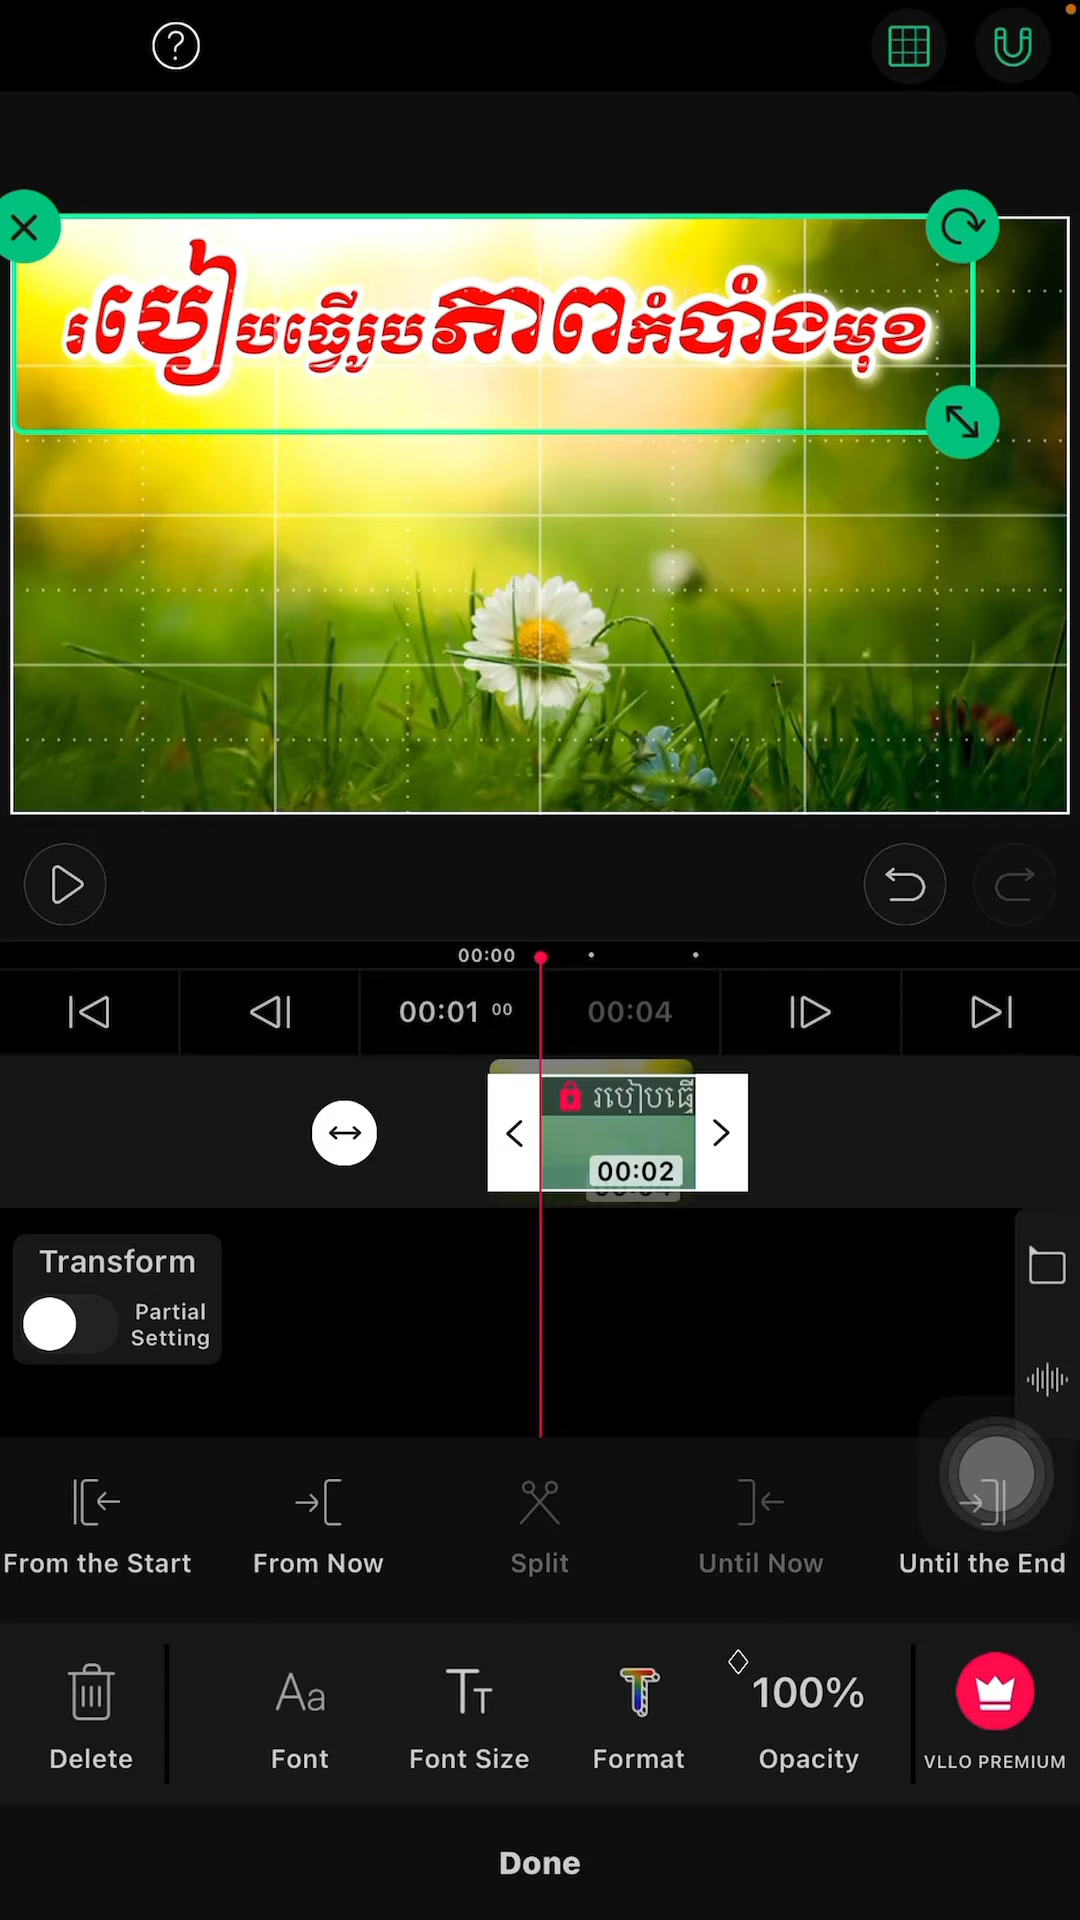 របៀបធ្វើរូបភាពកំបាំងមុខ
00:00
00:01 00
00:04
របៀបធ្វើ
00:02
Transform
Partial
Setting
From the Start
From Now
Split
Until Now
Until the End
100%
Delete
Font
Font Size
Format
Opacity
VLLO PREMIUM
Done